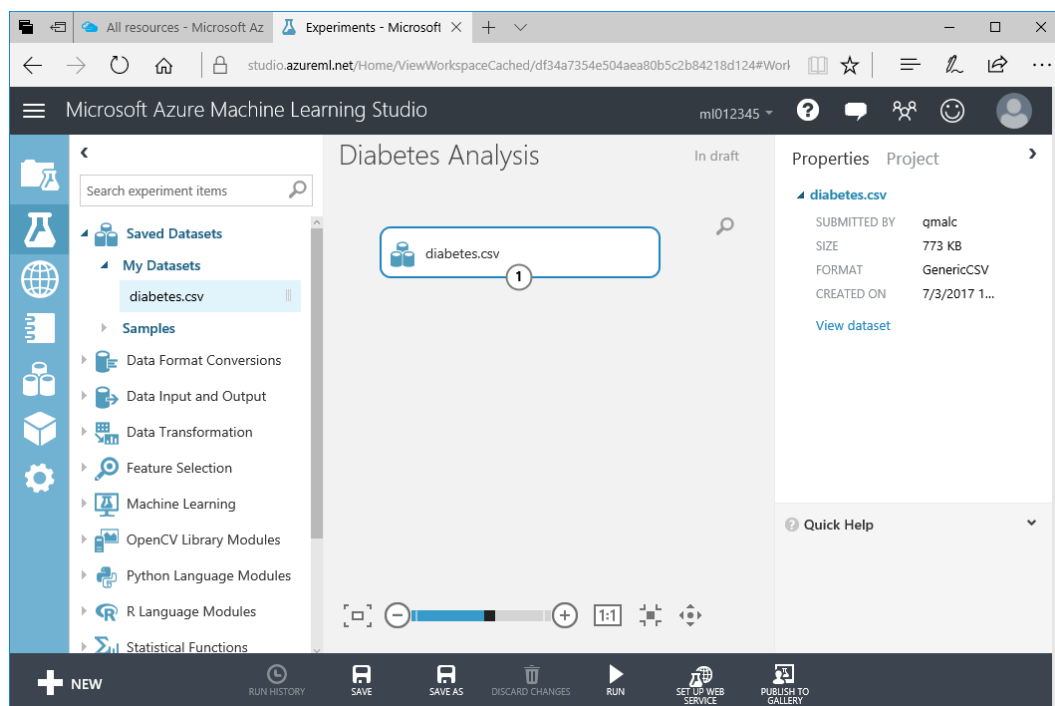 All resources - Microsoft Az
Experiments - Microsoft
studio.azureml.net/Home/ViewWorkspaceCached/df34a7354e504aea80b5c2b84218d124#Work
Microsoft Azure Machine Learning Studio
ml012345
Search experiment items
Saved Datasets
My Datasets
diabetes.csv
Samples
Data Format Conversions
Data Input and Output
Data Transformation
Feature Selection
Machine Learning
OpenCV Library Modules
Python Language Modules
R Language Modules
Statistical Functions
Diabetes Analysis
In draft
diabetes.csv
1
1:1
Properties Project
diabetes.csv
SUBMITTED BY qmalc
SIZE 773 KB
FORMAT GenericCSV
CREATED ON 7/3/2017 1...
View dataset
Quick Help
NEW
RUN HISTORY
SAVE
SAVE AS
DISCARD CHANGES
RUN
SET UP WEB SERVICE
PUBLISH TO GALLERY